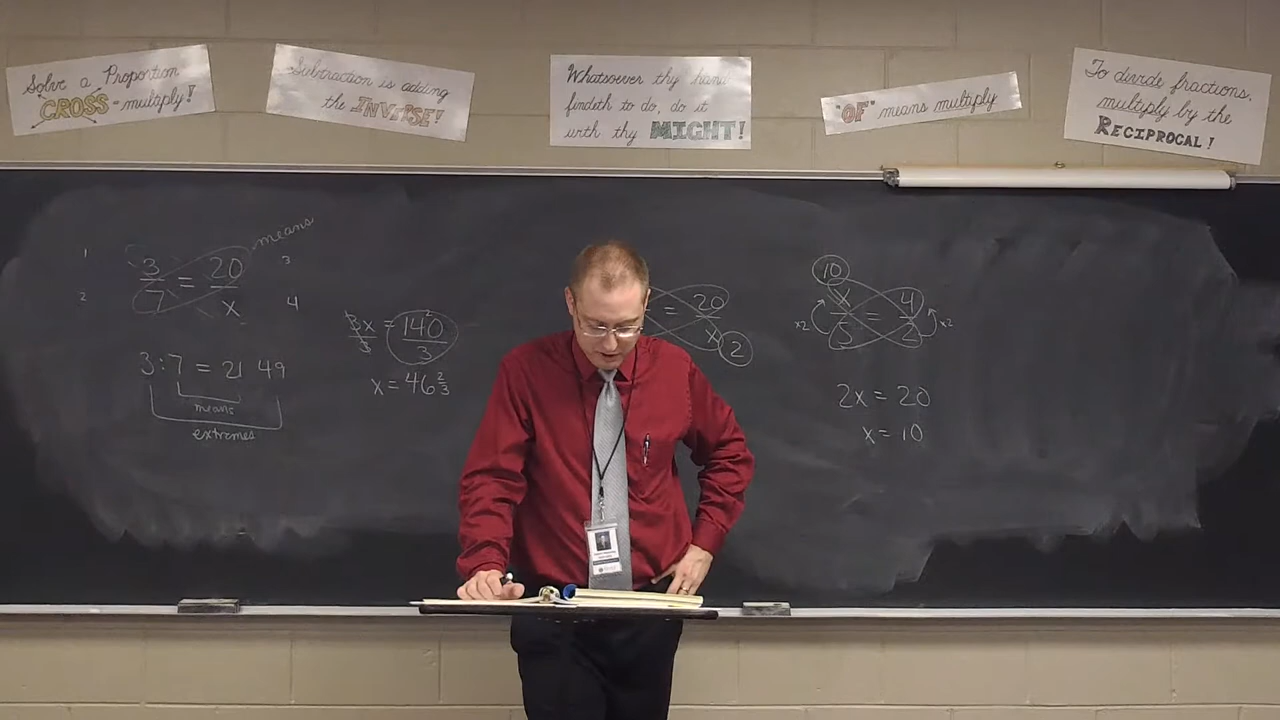 Solve a Proportion
CROSS-multiply!
Subtraction is adding
the INVERSE!
Whatsoever thy hand
findeth to do, do it
with thy MIGHT!
"OF" means multiply
To divide fractions,
multiply by the
RECIPROCAL!
means
1
3
3/7 = 20/x
2
4
3:7 = 21 49
means
extremes
3x/3 = 140/3
x = 46 2/3
= 20/x
2
10
x2 x/5 = 4/2 x2
2x = 20
x = 10